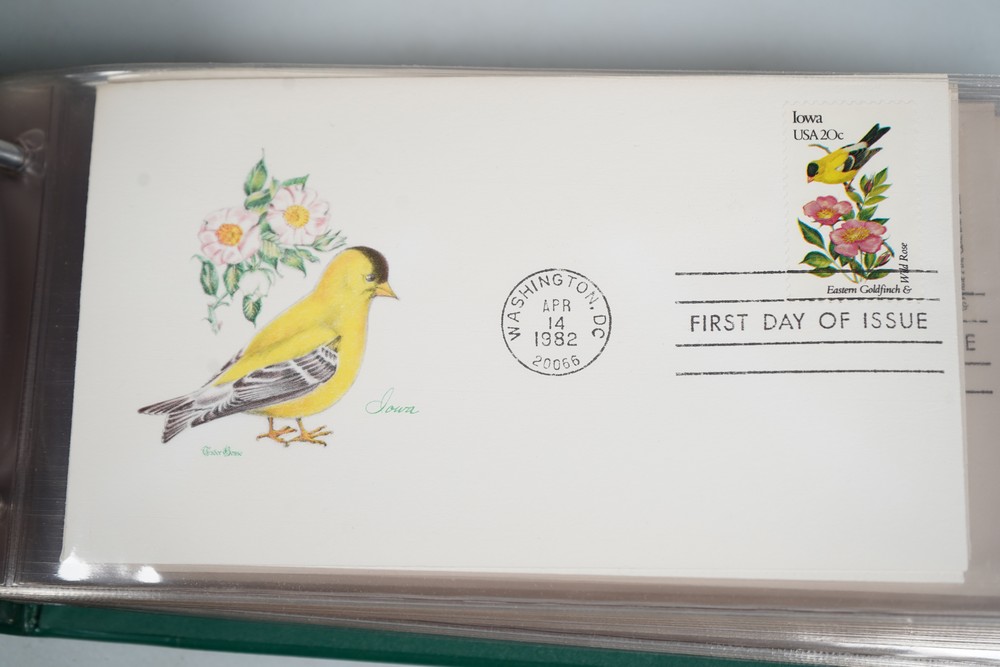 Iowa
USA 20c
Wild Rose
Eastern Goldfinch &
WASHINGTON, DC
APR
14
1982
20066
FIRST DAY OF ISSUE
Iowa
E